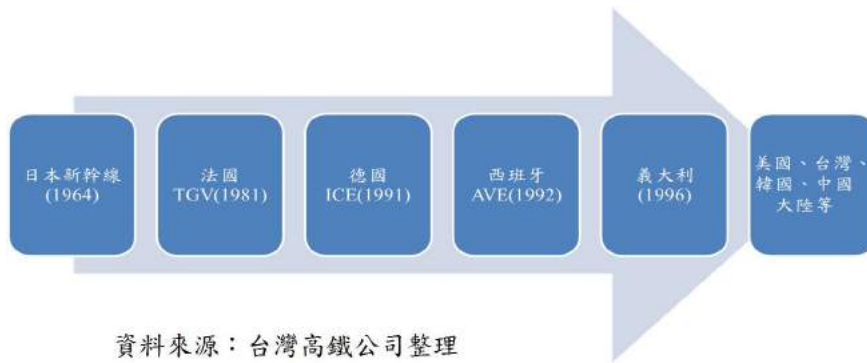 日本新幹線
(1964)
法國
TGV(1981)
德國
ICE(1991)
西班牙
AVE(1992)
義大利
(1996)
美國、台灣、
韓國、中國
大陸等
資料來源：台灣高鐵公司整理